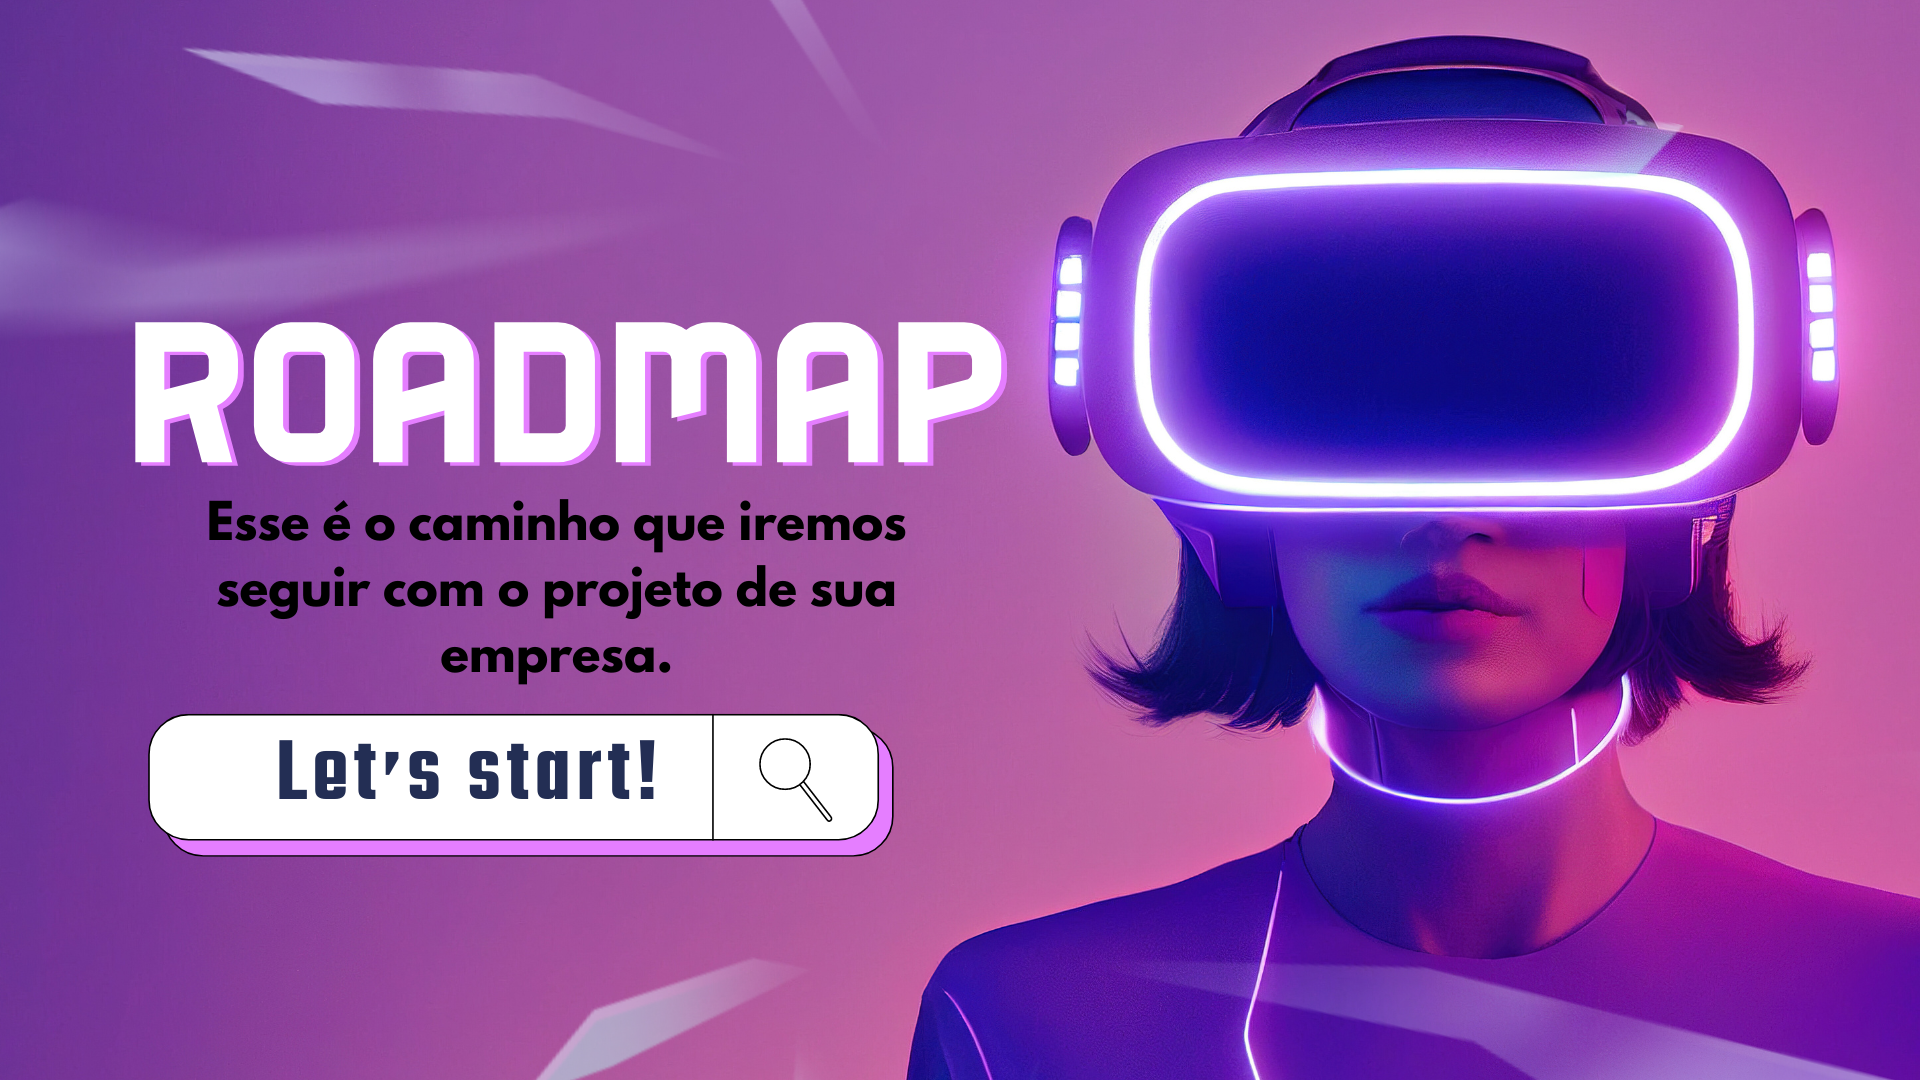 ROADMAP
Esse é o caminho que iremos
seguir com o projeto de sua
empresa.
Let's start!